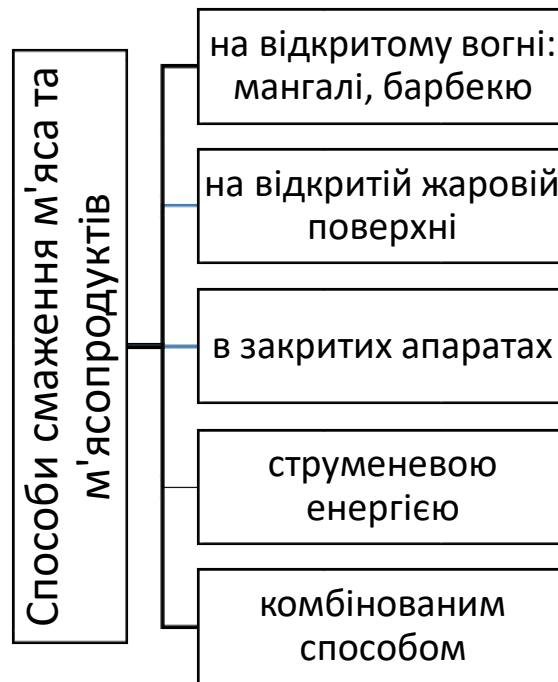 Способи смаження м'яса та
м'ясопродуктів
на відкритому вогні:
мангалі, барбекю
на відкритій жаровій
поверхні
в закритих апаратах
струменевою
енергією
комбінованим
способом